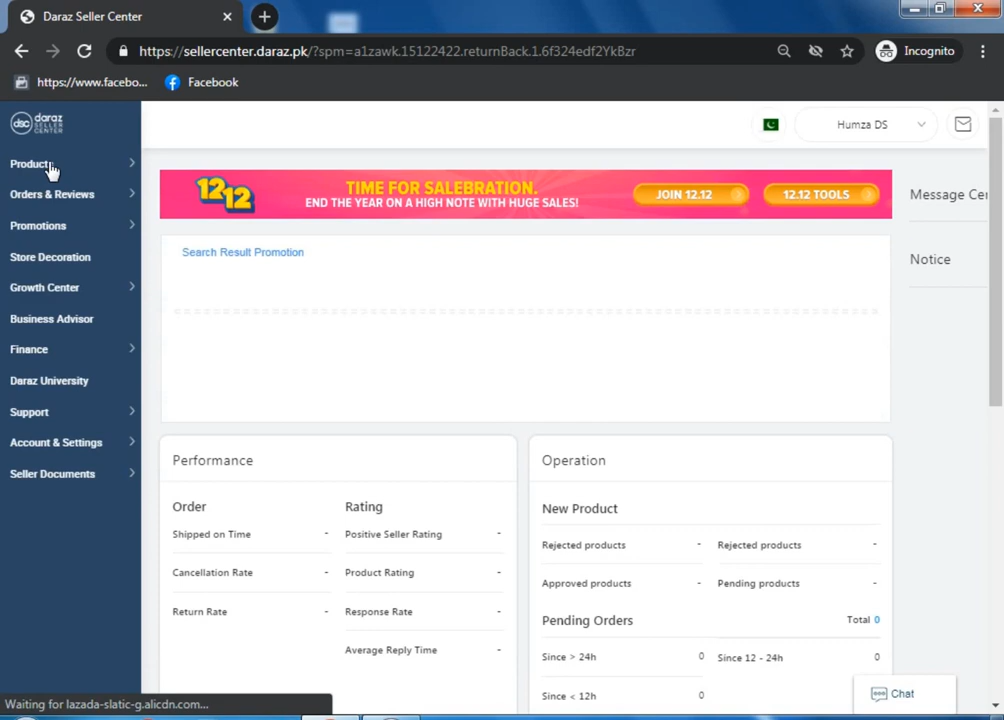 Daraz Seller Center
https://sellercenter.daraz.pk/?spm=a1zawk.15122422.returnBack.1.6f324edf2YkBzr
Incognito
https://www.facebo...
Facebook
dsc daraz
SELLER
CENTER
Humza DS
Products
Orders & Reviews
Promotions
Store Decoration
Growth Center
Business Advisor
Finance
Daraz University
Support
Account & Settings
Seller Documents
12.12
TIME FOR SALEBRATION.
END THE YEAR ON A HIGH NOTE WITH HUGE SALES!
JOIN 12.12
12.12 TOOLS
Search Result Promotion
Message Cen
Notice
Performance
Order
Shipped on Time -
Cancellation Rate -
Return Rate -
Rating
Positive Seller Rating -
Product Rating -
Response Rate -
Average Reply Time -
Operation
New Product
Rejected products - Rejected products -
Approved products - Pending products -
Pending Orders Total 0
Since > 24h 0 Since 12 - 24h 0
Since < 12h 0
Chat
Waiting for lazada-slatic-g.alicdn.com...